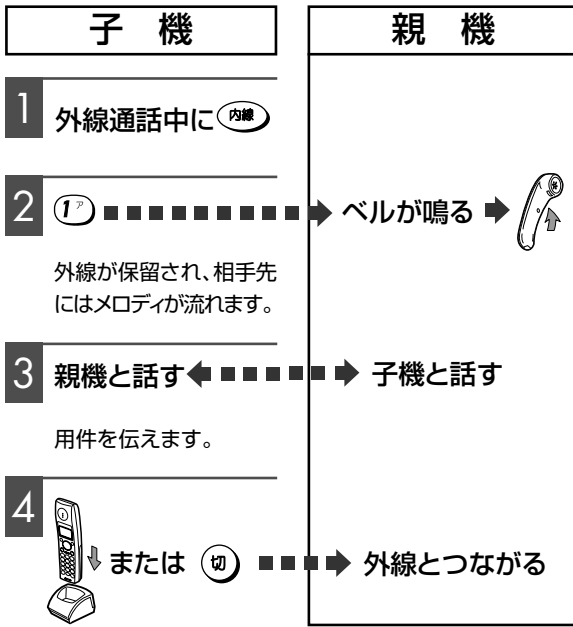 子 機
親 機
1 外線通話中に 内線
2 1ア ベルが鳴る
外線が保留され、相手先
にはメロディが流れます。
3 親機と話す 子機と話す
用件を伝えます。
4
または 切 外線とつながる